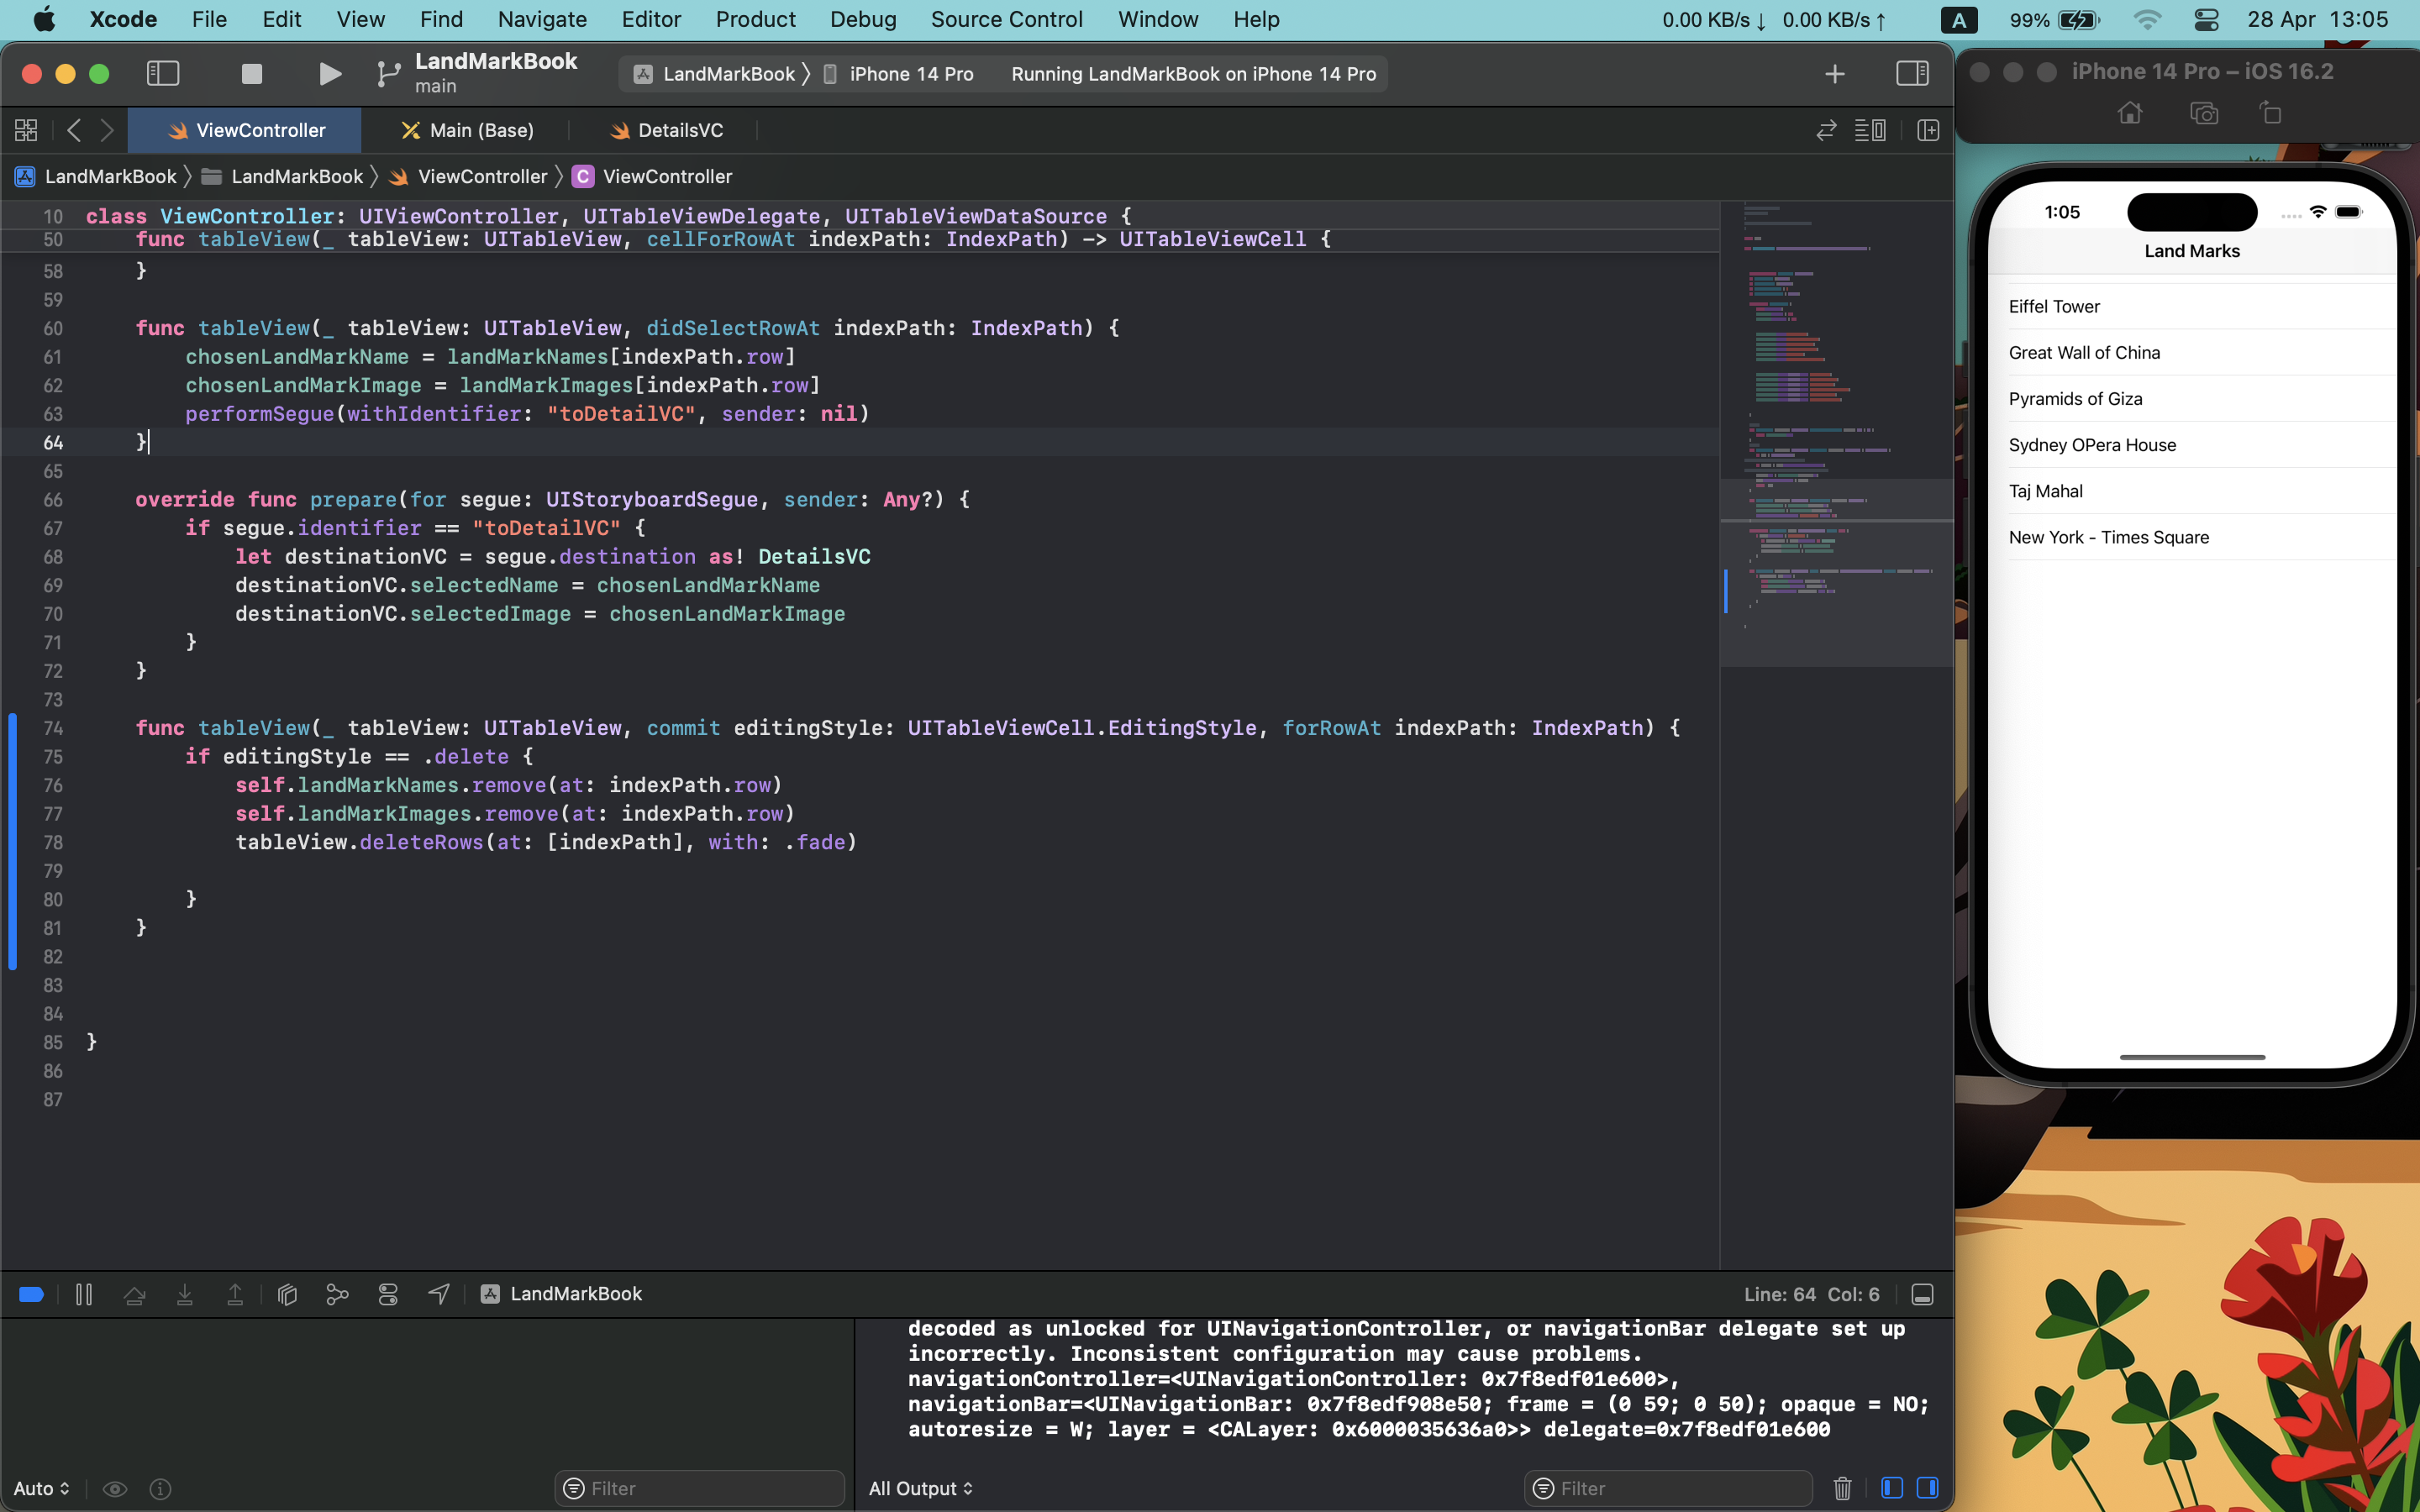 Xcode File Edit View Find Navigate Editor Product Debug Source Control Window Help 0.00 KB/s ↓ 0.00 KB/s ↑ A 99% 28 Apr 13:05
LandMarkBook
main
LandMarkBook 〉 iPhone 14 Pro Running LandMarkBook on iPhone 14 Pro
ViewController Main (Base) DetailsVC
LandMarkBook 〉 LandMarkBook 〉 ViewController 〉 C ViewController
10 class ViewController: UIViewController, UITableViewDelegate, UITableViewDataSource {
50 func tableView(_ tableView: UITableView, cellForRowAt indexPath: IndexPath) -> UITableViewCell {
58 }
59
60 func tableView(_ tableView: UITableView, didSelectRowAt indexPath: IndexPath) {
61 chosenLandMarkName = landMarkNames[indexPath.row]
62 chosenLandMarkImage = landMarkImages[indexPath.row]
63 performSegue(withIdentifier: "toDetailVC", sender: nil)
64 }
65
66 override func prepare(for segue: UIStoryboardSegue, sender: Any?) {
67 if segue.identifier == "toDetailVC" {
68 let destinationVC = segue.destination as! DetailsVC
69 destinationVC.selectedName = chosenLandMarkName
70 destinationVC.selectedImage = chosenLandMarkImage
71 }
72 }
73
74 func tableView(_ tableView: UITableView, commit editingStyle: UITableViewCell.EditingStyle, forRowAt indexPath: IndexPath) {
75 if editingStyle == .delete {
76 self.landMarkNames.remove(at: indexPath.row)
77 self.landMarkImages.remove(at: indexPath.row)
78 tableView.deleteRows(at: [indexPath], with: .fade)
79
80 }
81 }
82
83
84
85 }
86
87
LandMarkBook
Line: 64 Col: 6
decoded as unlocked for UINavigationController, or navigationBar delegate set up
incorrectly. Inconsistent configuration may cause problems.
navigationController=<UINavigationController: 0x7f8edf01e600>,
navigationBar=<UINavigationBar: 0x7f8edf908e50; frame = (0 59; 0 50); opaque = NO;
autoresize = W; layer = <CALayer: 0x6000035636a0>> delegate=0x7f8edf01e600
Auto Filter All Output Filter
iPhone 14 Pro – iOS 16.2
1:05
Land Marks
Eiffel Tower
Great Wall of China
Pyramids of Giza
Sydney OPera House
Taj Mahal
New York - Times Square